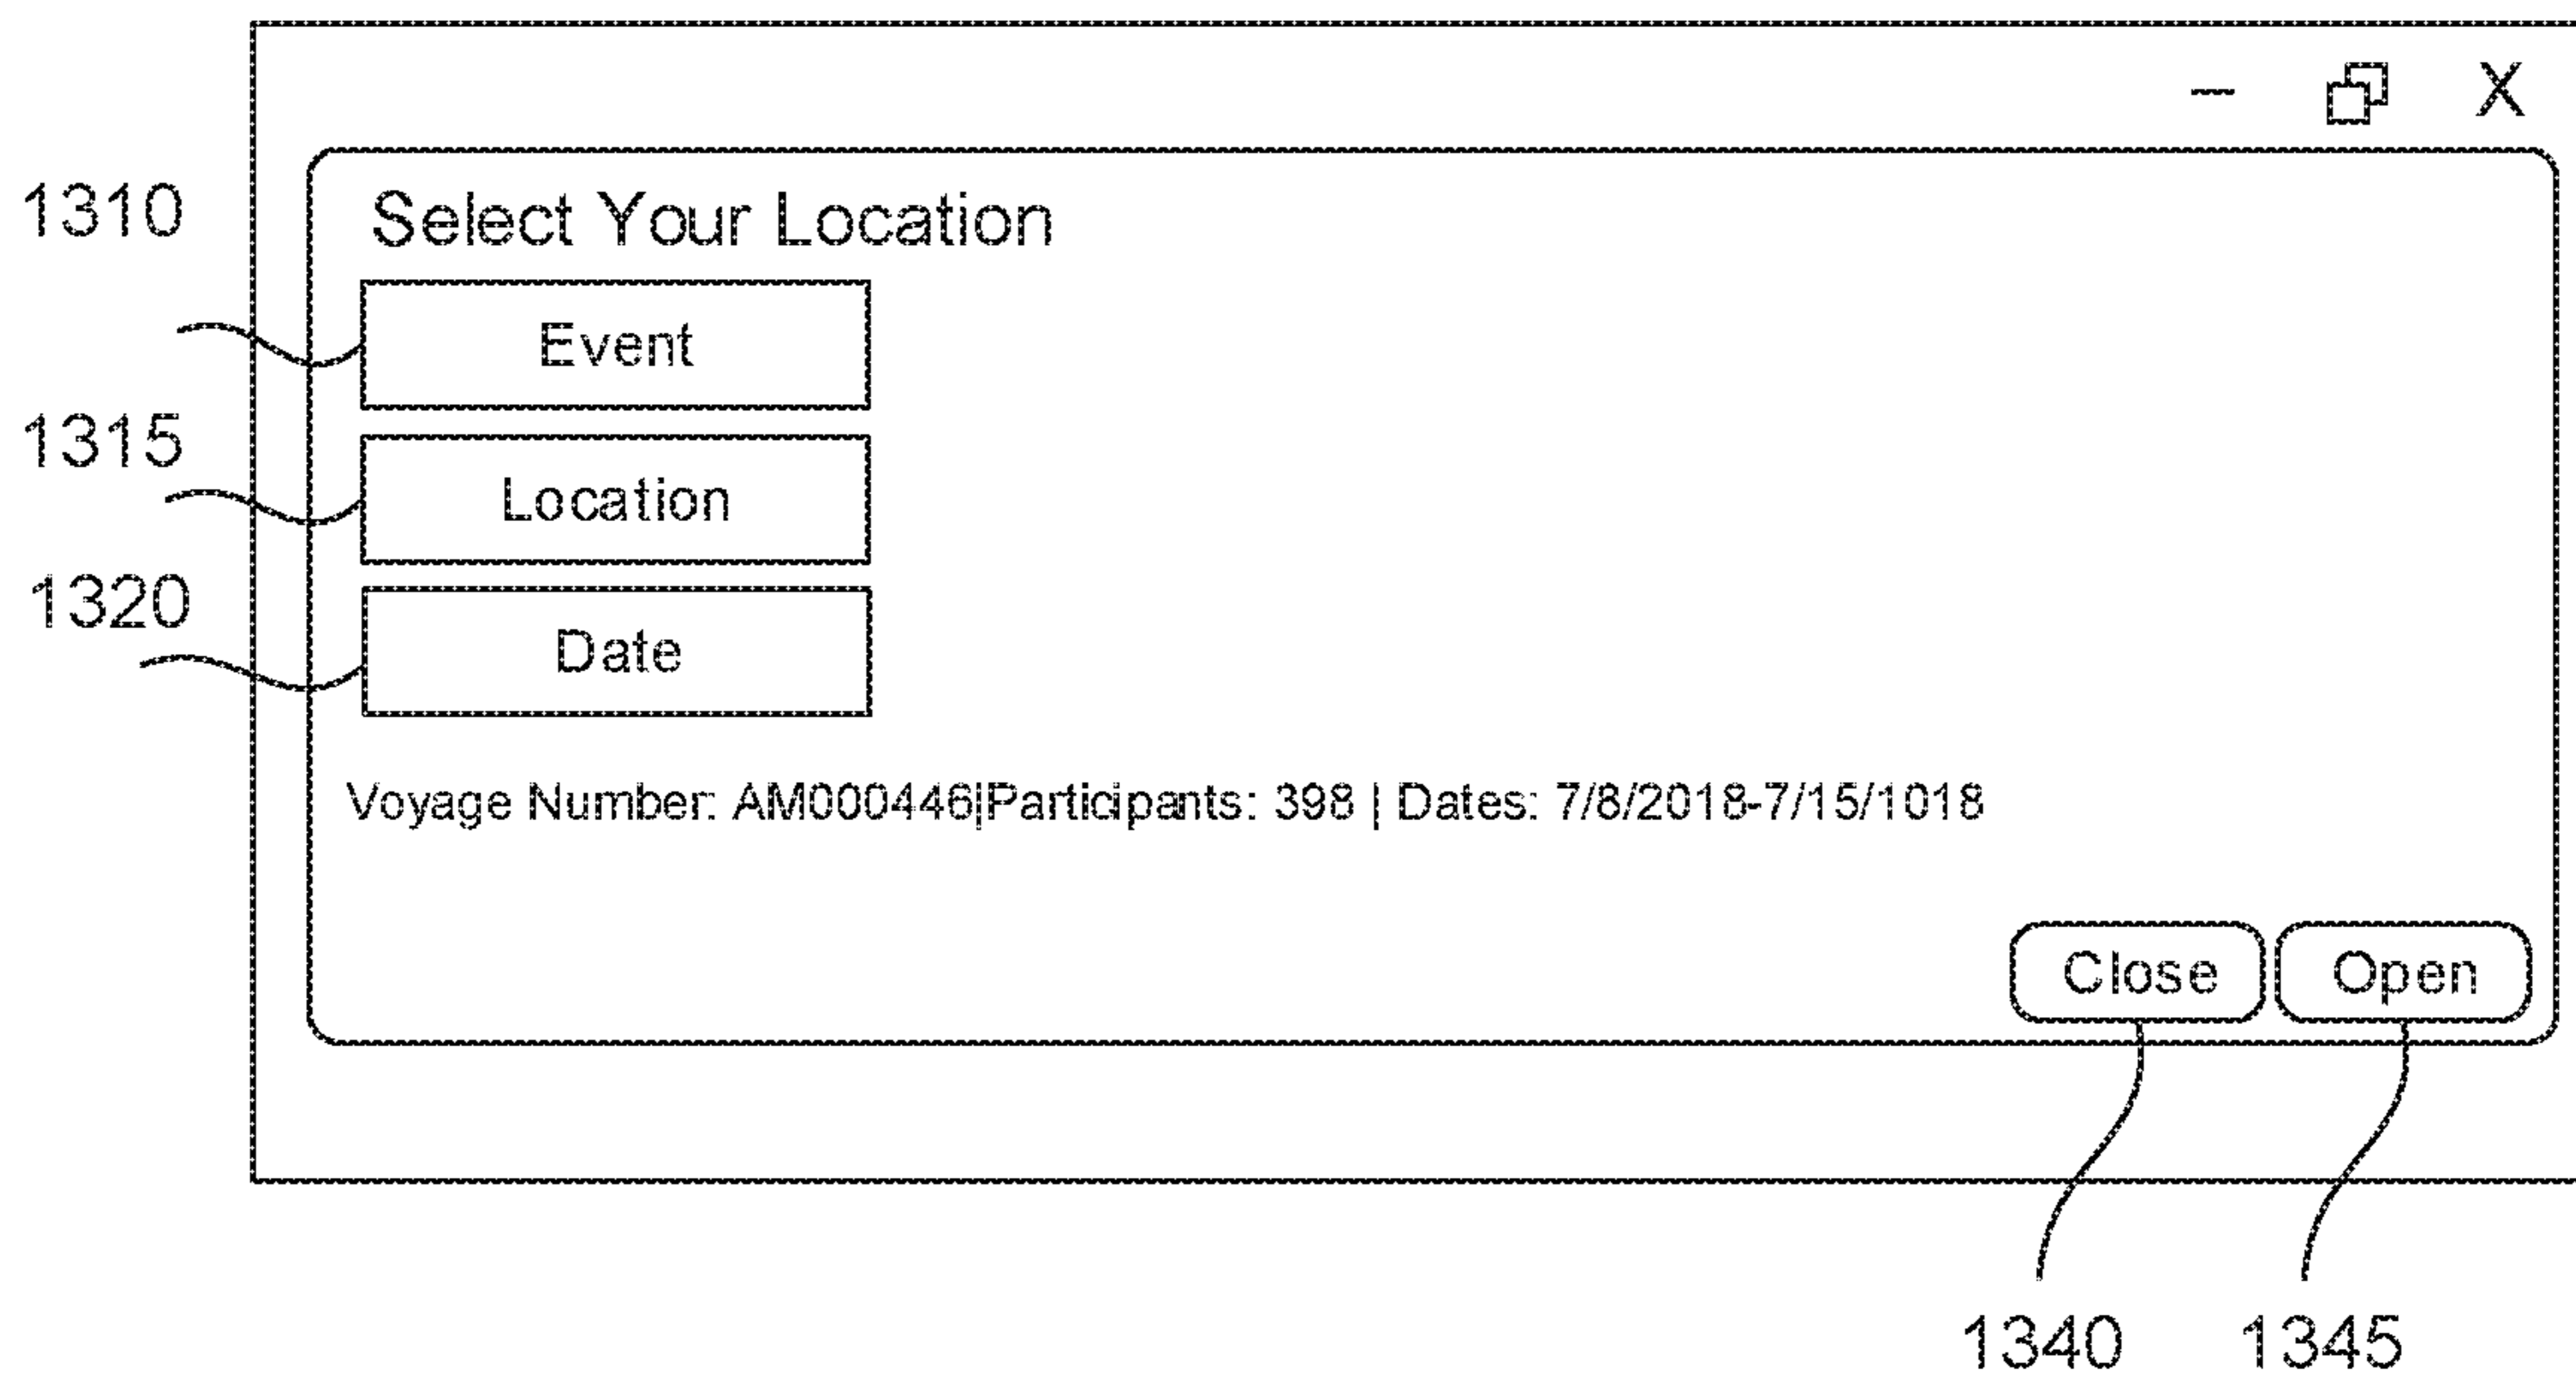 – X
1310
Select Your Location
Event
1315
Location
1320
Date
Voyage Number: AM000446|Participants: 398 | Dates: 7/8/2018-7/15/1018
Close Open
1340 1345